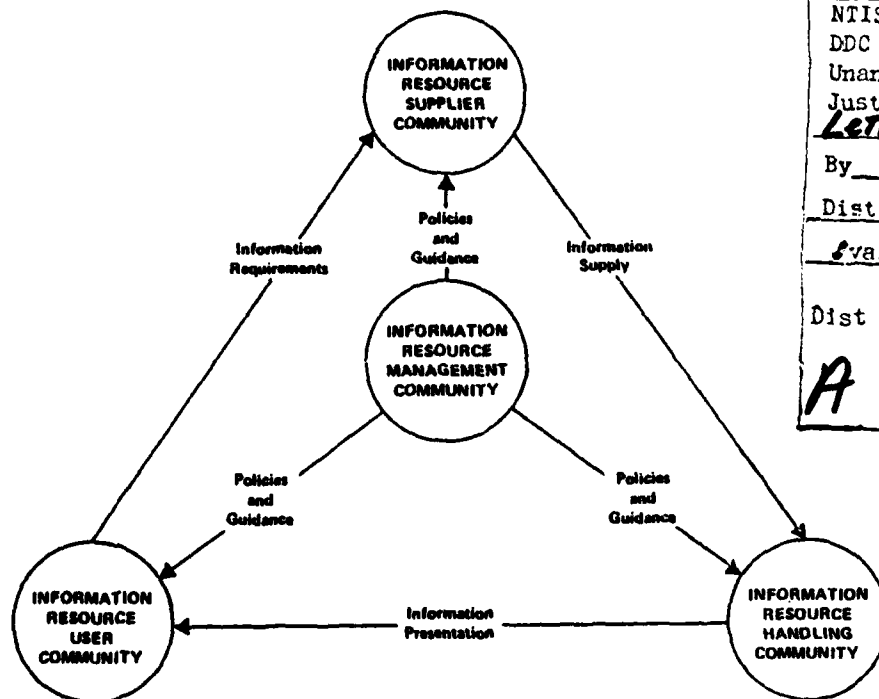 INFORMATION
RESOURCE
SUPPLIER
COMMUNITY
Policies
and
Guidance
Information
Requirements
Information
Supply
INFORMATION
RESOURCE
MANAGEMENT
COMMUNITY
Policies
and
Guidance
Policies
and
Guidance
INFORMATION
RESOURCE
USER
COMMUNITY
Information
Presentation
INFORMATION
RESOURCE
HANDLING
COMMUNITY
NTIS
DDC
Unan
Just
By
Dist
Dist
A